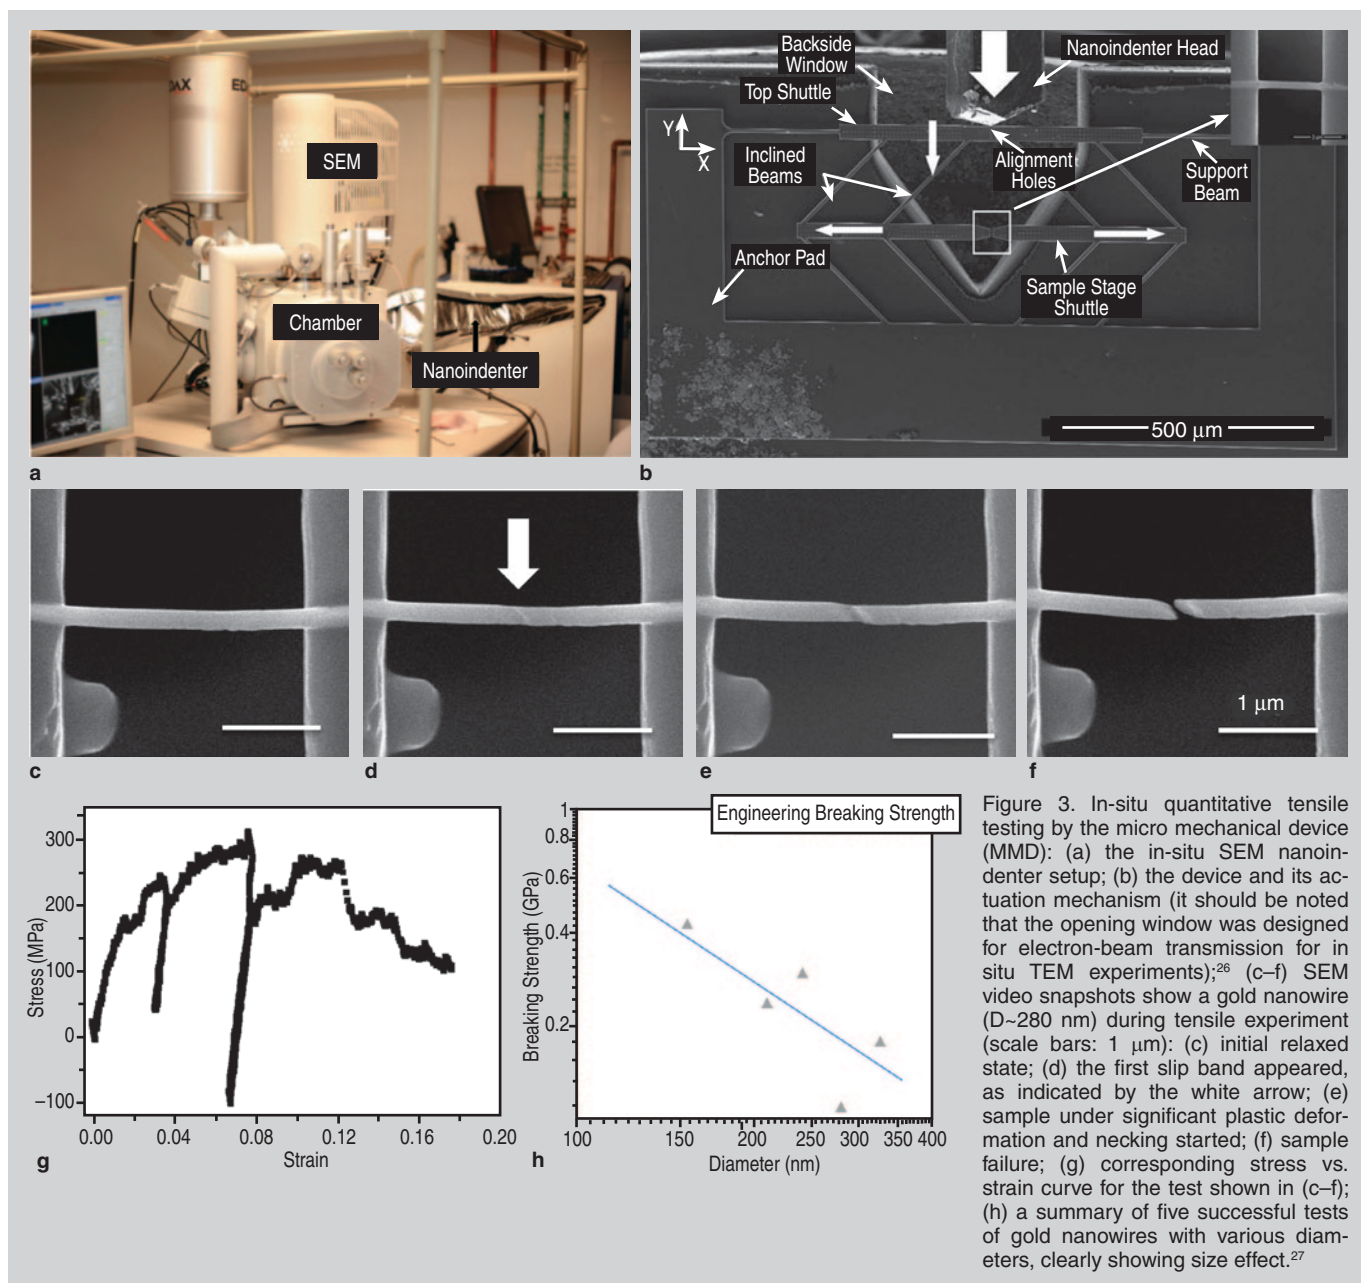 DAX
ED
SEM
Chamber
Nanoindenter
a
Backside
Window
Nanoindenter Head
Top Shuttle
Y
X
Inclined
Beams
Alignment
Holes
Support
Beam
Anchor Pad
Sample Stage
Shuttle
500 μm
b
c
d
e
1 μm
f
300
200
100
0
−100
Stress (MPa)
0.00 0.04 0.08 0.12 0.16 0.20
Strain
g
Engineering Breaking Strength
1
0.8
0.6
0.4
0.2
Breaking Strength (GPa)
100 150 200 250 300 350 400
Diameter (nm)
h
Figure 3. In-situ quantitative tensile
testing by the micro mechanical device
(MMD): (a) the in-situ SEM nanoin-
denter setup; (b) the device and its ac-
tuation mechanism (it should be noted
that the opening window was designed
for electron-beam transmission for in
situ TEM experiments);²⁶ (c–f) SEM
video snapshots show a gold nanowire
(D~280 nm) during tensile experiment
(scale bars: 1 μm): (c) initial relaxed
state; (d) the first slip band appeared,
as indicated by the white arrow; (e)
sample under significant plastic defor-
mation and necking started; (f) sample
failure; (g) corresponding stress vs.
strain curve for the test shown in (c–f);
(h) a summary of five successful tests
of gold nanowires with various diam-
eters, clearly showing size effect.²⁷